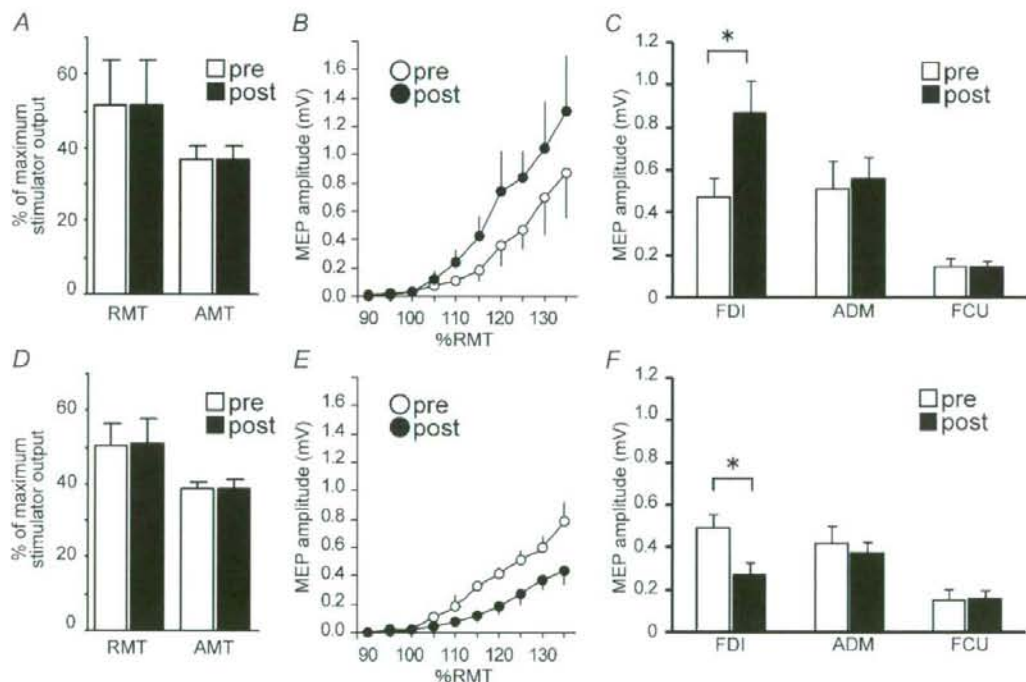 A
% of maximum
stimulator output
60
40
20
0
pre
post
RMT
AMT
B
MEP amplitude (mV)
1.6
1.4
1.2
1.0
0.8
0.6
0.4
0.2
0.0
pre
post
90
100
110
120
130
%RMT
C
MEP amplitude (mV)
1.2
1.0
0.8
0.6
0.4
0.2
0
*
pre
post
FDI
ADM
FCU
D
% of maximum
stimulator output
60
40
20
0
pre
post
RMT
AMT
E
MEP amplitude (mV)
1.6
1.4
1.2
1.0
0.8
0.6
0.4
0.2
0.0
pre
post
90
100
110
120
130
%RMT
F
MEP amplitude (mV)
1.2
1.0
0.8
0.6
0.4
0.2
0
*
pre
post
FDI
ADM
FCU